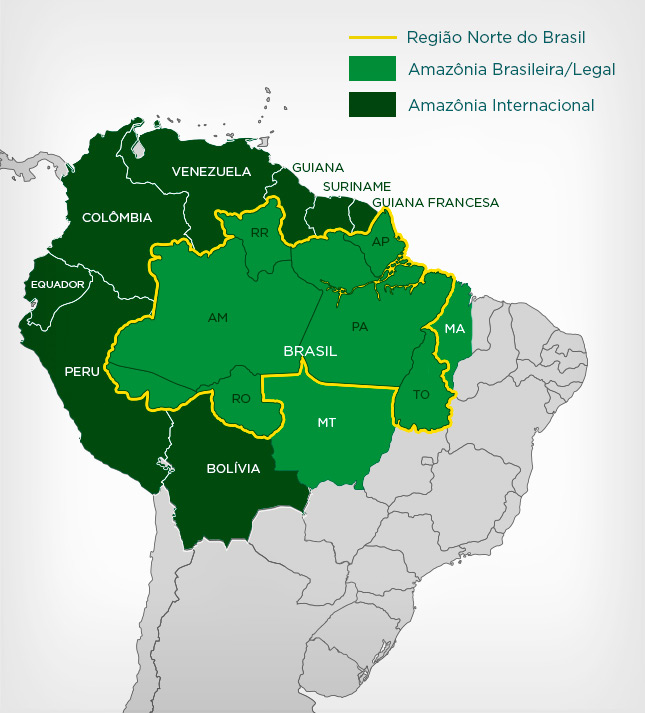 Região Norte do Brasil
Amazônia Brasileira/Legal
Amazônia Internacional
VENEZUELA
GUIANA
SURINAME
GUIANA FRANCESA
COLÔMBIA
RR
AP
EQUADOR
AM
PA
MA
BRASIL
PERU
RO
TO
MT
BOLÍVIA